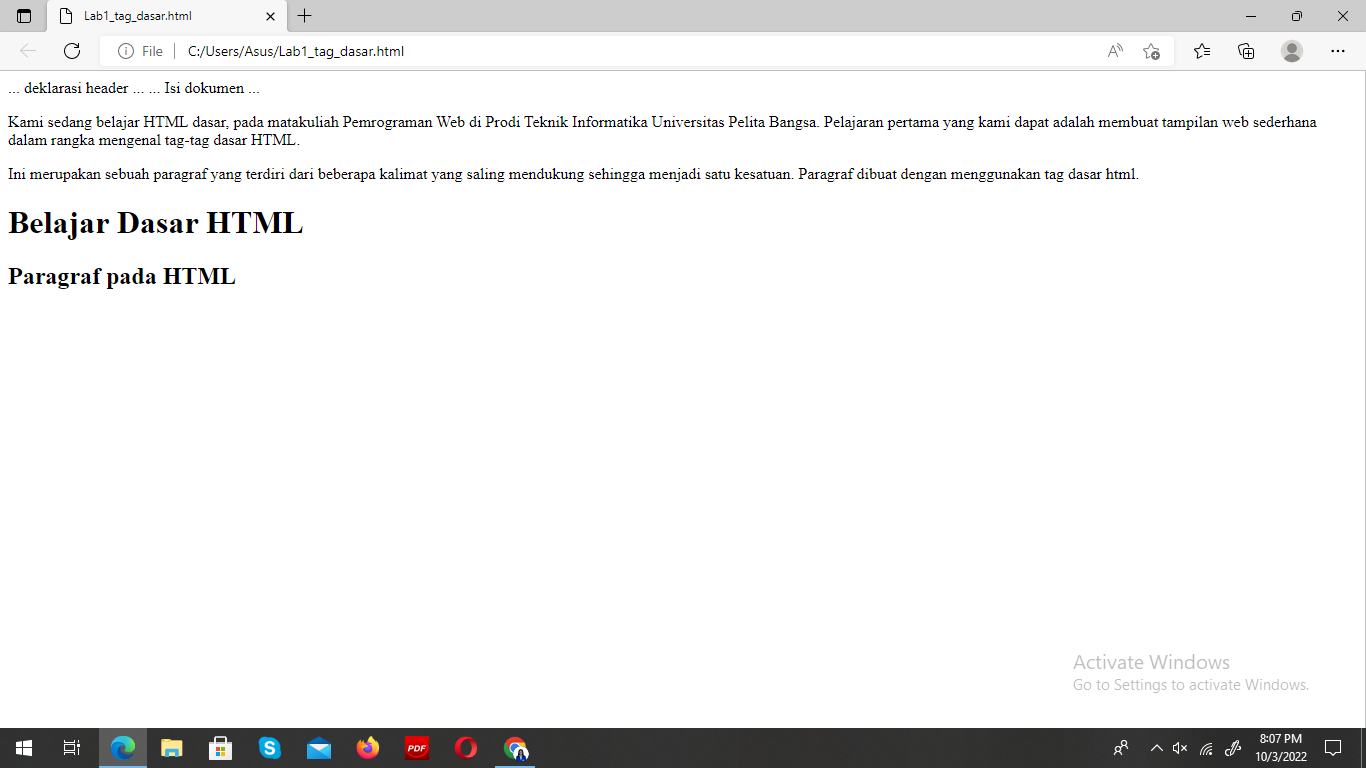 Lab1_tag_dasar.html
File
C:/Users/Asus/Lab1_tag_dasar.html
... deklarasi header ... ... Isi dokumen ...
Kami sedang belajar HTML dasar, pada matakuliah Pemrograman Web di Prodi Teknik Informatika Universitas Pelita Bangsa. Pelajaran pertama yang kami dapat adalah membuat tampilan web sederhana
dalam rangka mengenal tag-tag dasar HTML.
Ini merupakan sebuah paragraf yang terdiri dari beberapa kalimat yang saling mendukung sehingga menjadi satu kesatuan. Paragraf dibuat dengan menggunakan tag dasar html.
Belajar Dasar HTML
Paragraf pada HTML
Activate Windows
Go to Settings to activate Windows.
PDF
8:07 PM
10/3/2022